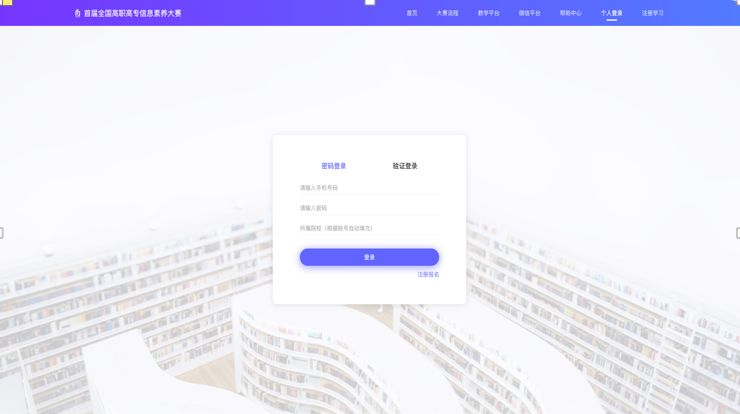 首届全国高职高专信息素养大赛
首页 大赛流程 教学平台 微信平台 帮助中心 个人登录 注册学习
密码登录 验证登录
请输入手机号码
请输入密码
所属院校（根据账号自动填充）
登录
注册报名